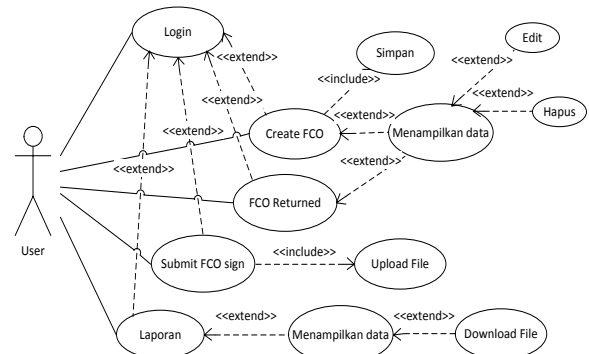 Login
Edit
Simpan
<<extend>>
<<extend>>
<<include>>
<<extend>>
Hapus
<<extend>>
<<extend>>
Create FCO
Menampilkan data
<<extend>>
<<extend>>
<<extend>>
FCO Returned
User
Submit FCO sign
<<include>>
Upload File
Laporan
<<extend>>
Menampilkan data
<<extend>>
Download File